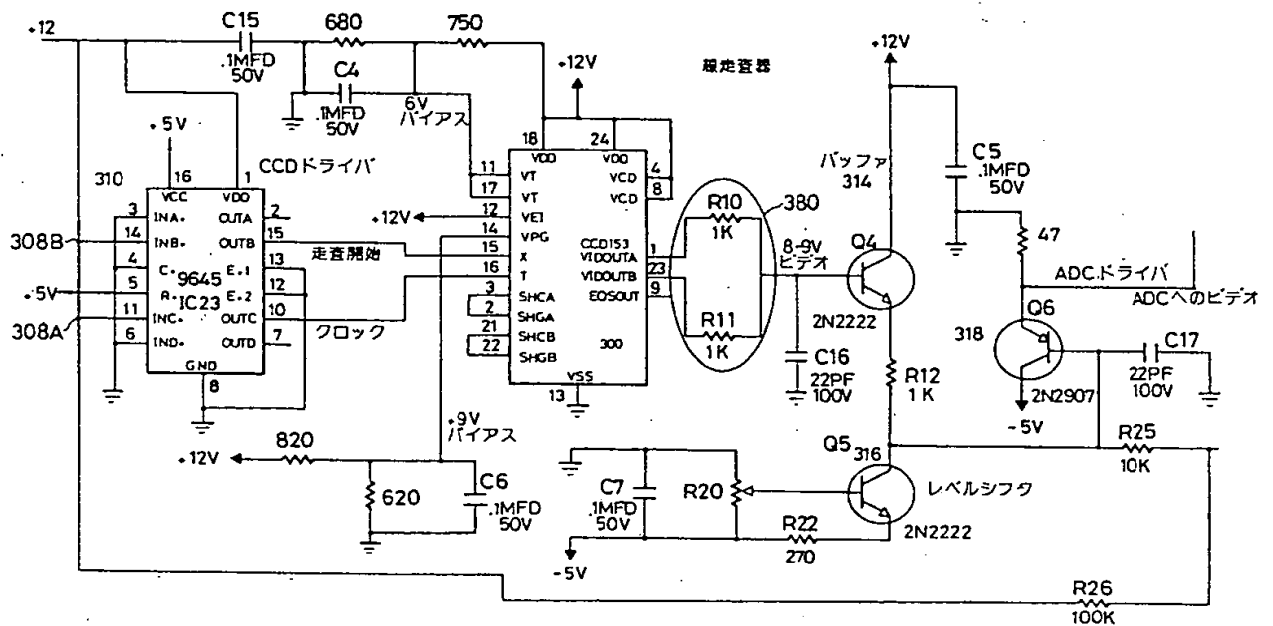 +12
C15
.1MFD
50V
680
750
C4
.1MFD
50V
6V
バイアス
+12V
線走査器
+12V
+5V
CCDドライバ
310
16
1
VCC
VDD
3
INA.
OUTA
2
308B
14
INB.
OUTB
15
走査開始
4
C.
9645
E.1
13
+5V
5
R.
IC23
E.2
12
308A
11
INC.
OUTC
10
クロック
6
IND.
OUTD
7
GND
8
18
24
VDD
VDD
11
VT
VCD
4
17
VT
VCD
8
+12V
12
VEI
14
VPG
15
X
CCD153
VIDOUTA
1
16
T
VIDOUTB
23
3
SHCA
EOSOUT
9
2
SHGA
21
SHCB
22
SHGB
300
VSS
13
R10
1K
R11
1K
380
8-9V
ビデオ
バッファ
314
Q4
2N2222
C16
22PF
100V
C5
.1MFD
50V
47
ADCドライバ
ADCへのビデオ
Q6
318
2N2907
-5V
C17
22PF
100V
R12
1K
+9V
バイアス
820
+12V
620
C6
.1MFD
50V
C7
.1MFD
50V
R20
Q5
316
レベルシフタ
2N2222
R22
270
-5V
R25
10K
R26
100K